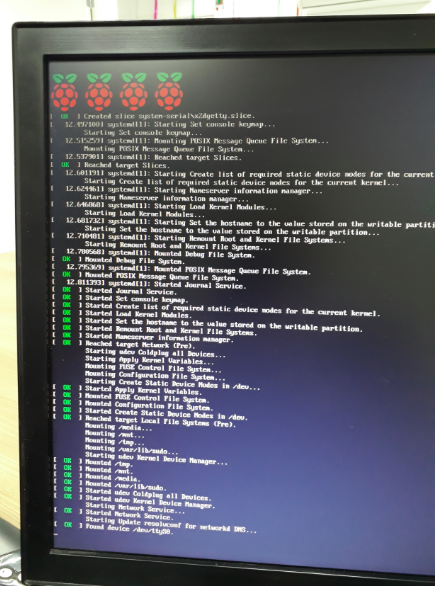 [ OK ] Created slice system-serial\x2dgetty.slice.
[ 12.497100] systemd[1]: Starting Set console keymap...
Starting Set console keymap...
[ 12.515259] systemd[1]: Mounting POSIX Message Queue File System...
Mounting POSIX Message Queue File System...
[ 12.537901] systemd[1]: Reached target Slices.
[ OK ] Reached target Slices.
[ 12.601191] systemd[1]: Starting Create list of required static device nodes for the current
Starting Create list of required static device nodes for the current kernel...
[ 12.624461] systemd[1]: Starting Nameserver information manager...
Starting Nameserver information manager...
[ 12.646068] systemd[1]: Starting Load Kernel Modules...
Starting Load Kernel Modules...
[ 12.681732] systemd[1]: Starting Set the hostname to the value stored on the writable partiti
Starting Set the hostname to the value stored on the writable partition...
[ 12.710481] systemd[1]: Starting Remount Root and Kernel File Systems...
Starting Remount Root and Kernel File Systems...
[ 12.780560] systemd[1]: Mounted Debug File System.
[ OK ] Mounted Debug File System.
[ 12.795369] systemd[1]: Mounted POSIX Message Queue File System.
[ OK ] Mounted POSIX Message Queue File System.
[ 12.811393] systemd[1]: Started Journal Service.
[ OK ] Started Journal Service.
[ OK ] Started Set console keymap.
[ OK ] Started Create list of required static device nodes for the current kernel.
[ OK ] Started Load Kernel Modules.
[ OK ] Started Set the hostname to the value stored on the writable partition.
[ OK ] Started Remount Root and Kernel File Systems.
[ OK ] Started Nameserver information manager.
[ OK ] Reached target Network (Pre).
Starting udev Coldplug all Devices...
Starting Apply Kernel Variables...
Mounting FUSE Control File System...
Mounting Configuration File System...
Starting Create Static Device Nodes in /dev...
[ OK ] Started Apply Kernel Variables.
[ OK ] Mounted FUSE Control File System.
[ OK ] Mounted Configuration File System.
[ OK ] Started Create Static Device Nodes in /dev.
[ OK ] Reached target Local File Systems (Pre).
Mounting /media...
Mounting /mnt...
Mounting /tmp...
Mounting /var/lib/sudo...
Starting udev Kernel Device Manager...
[ OK ] Mounted /tmp.
[ OK ] Mounted /mnt.
[ OK ] Mounted /media.
[ OK ] Mounted /var/lib/sudo.
[ OK ] Started udev Coldplug all Devices.
[ OK ] Started udev Kernel Device Manager.
Starting Network Service...
[ OK ] Started Network Service.
Starting Update resolvconf for networkd DNS...
[ OK ] Found device /dev/ttyS0.